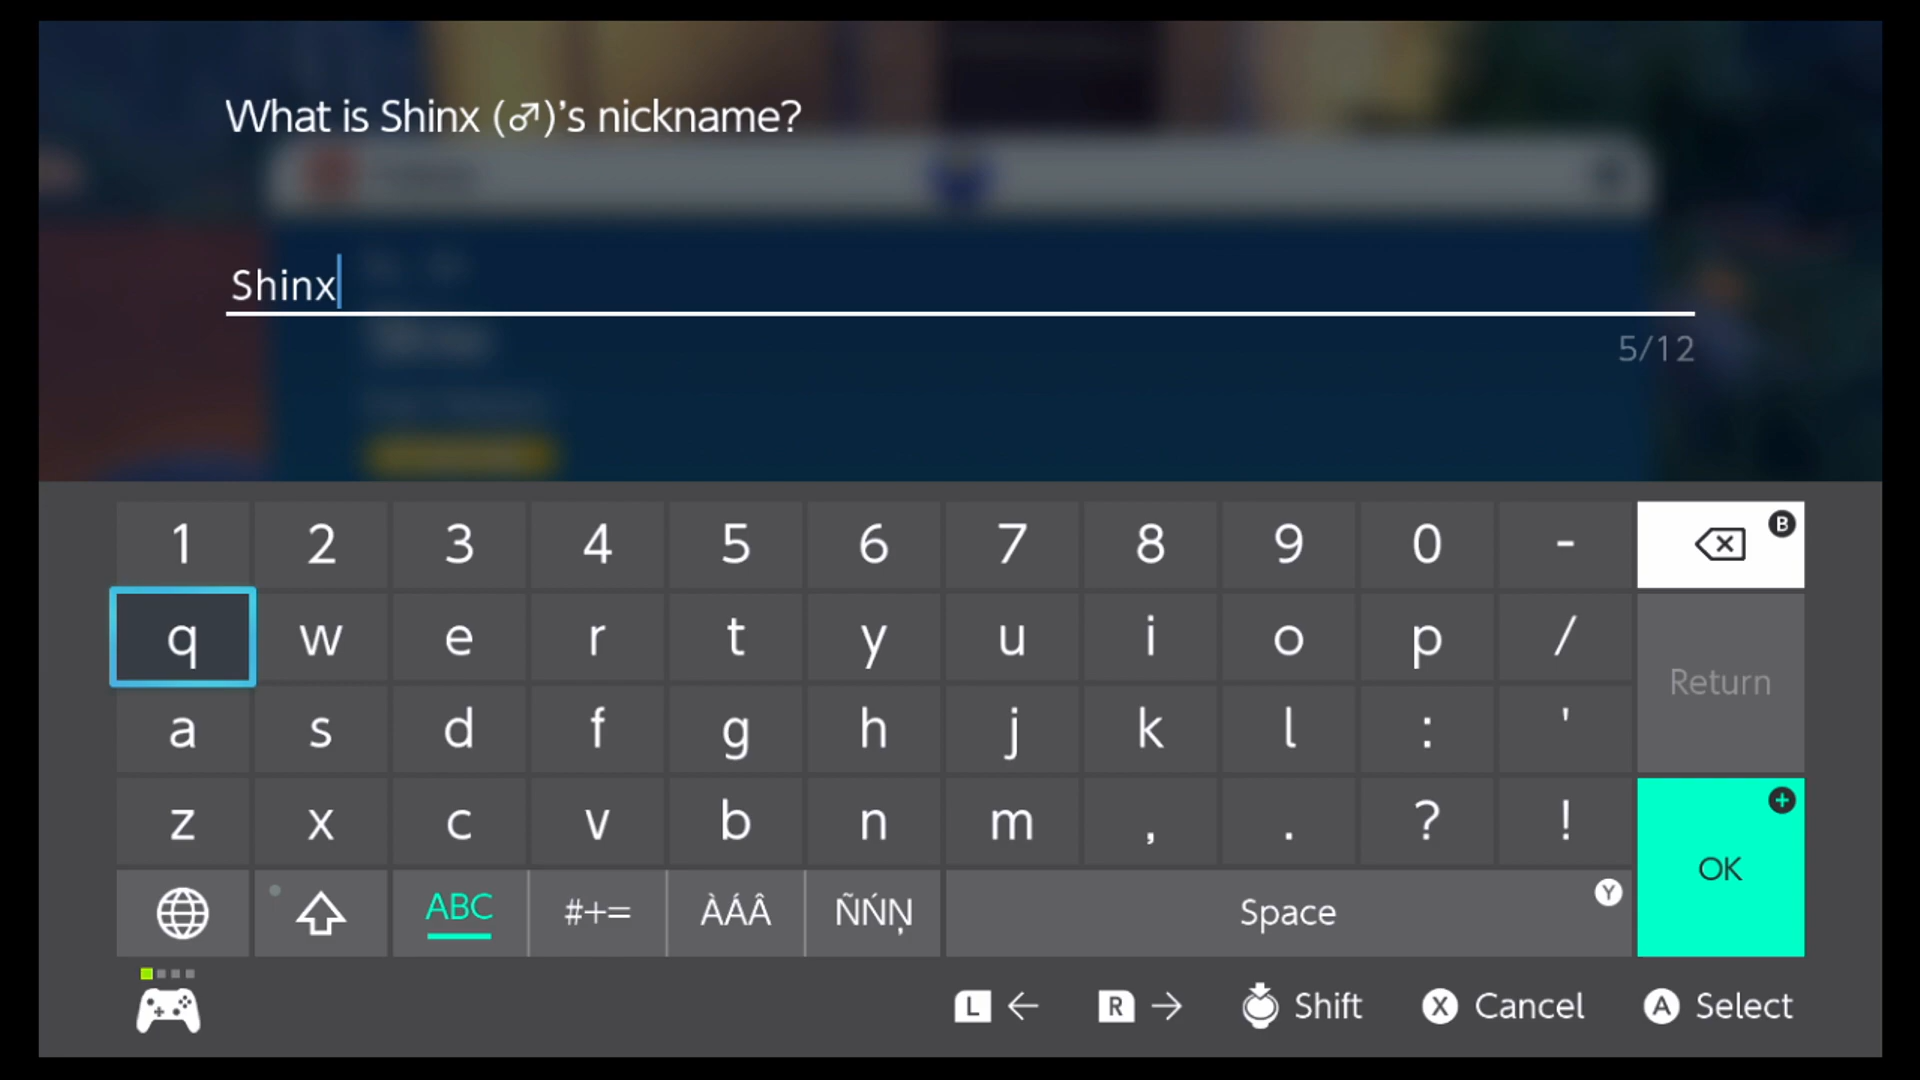 What is Shinx (♂)'s nickname?
Shinx
5/12
1 2 3 4 5 6 7 8 9 0 -
B
q w e r t y u i o p /
Return
a s d f g h j k l : '
z x c v b n m , . ? !
+
OK
ABC #+= ÀÁÂ ÑŃŅ Space Y
L ← R → Shift X Cancel A Select